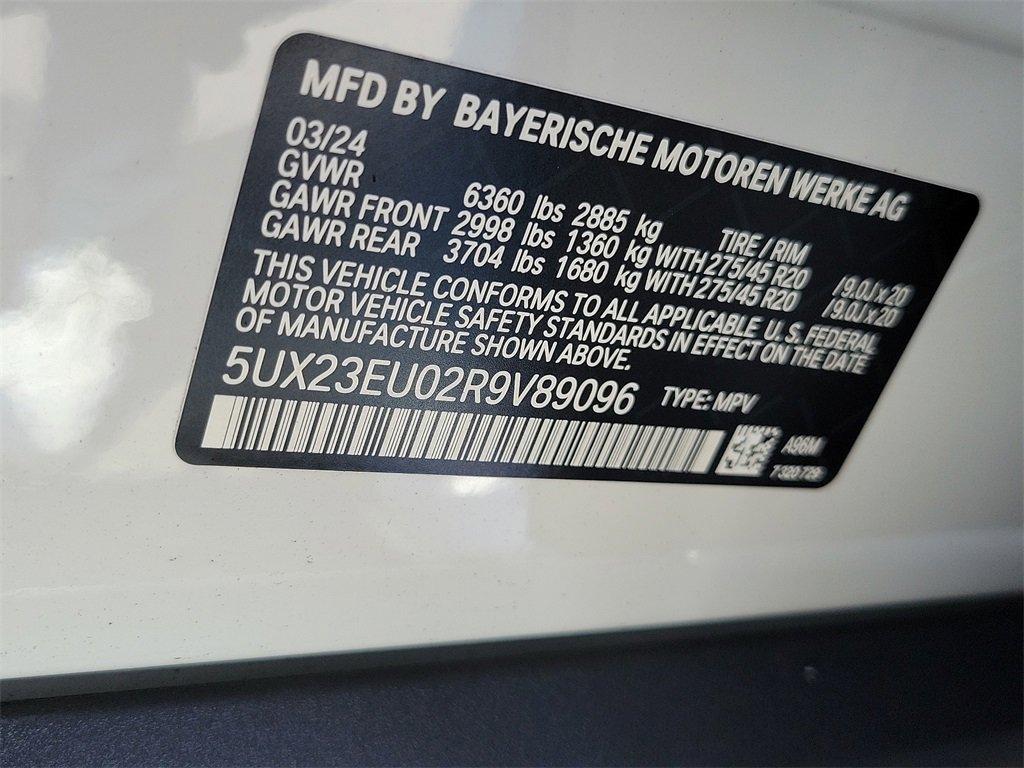 MFD BY BAYERISCHE MOTOREN WERKE AG
03/24
GVWR 6360 lbs 2885 kg TIRE / RIM
GAWR FRONT 2998 lbs 1360 kg WITH 275/45 R20 / 9.0J x 20
GAWR REAR 3704 lbs 1680 kg WITH 275/45 R20 / 9.0J x 20
THIS VEHICLE CONFORMS TO ALL APPLICABLE U.S. FEDERAL
MOTOR VEHICLE SAFETY STANDARDS IN EFFECT ON THE DATE
OF MANUFACTURE SHOWN ABOVE.
5UX23EU02R9V89096 TYPE: MPV
A96M